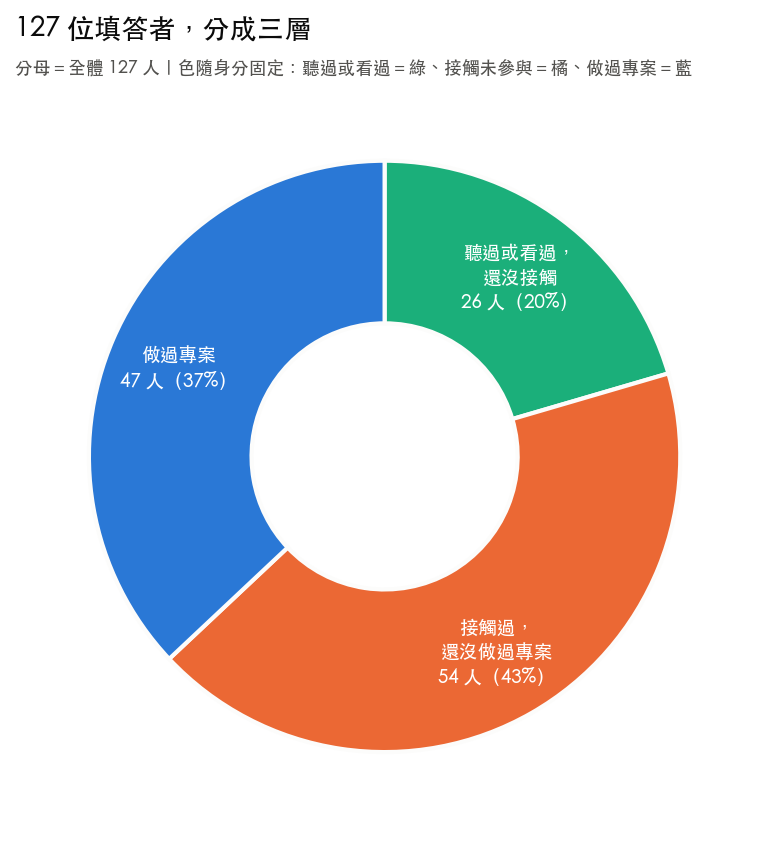 127 位填答者，分成三層
分母＝全體 127 人｜色隨身分固定：聽過或看過＝綠、接觸未參與＝橘、做過專案＝藍
聽過或看過，
還沒接觸
26 人（20%）
做過專案
47 人（37%）
接觸過，
還沒做過專案
54 人（43%）